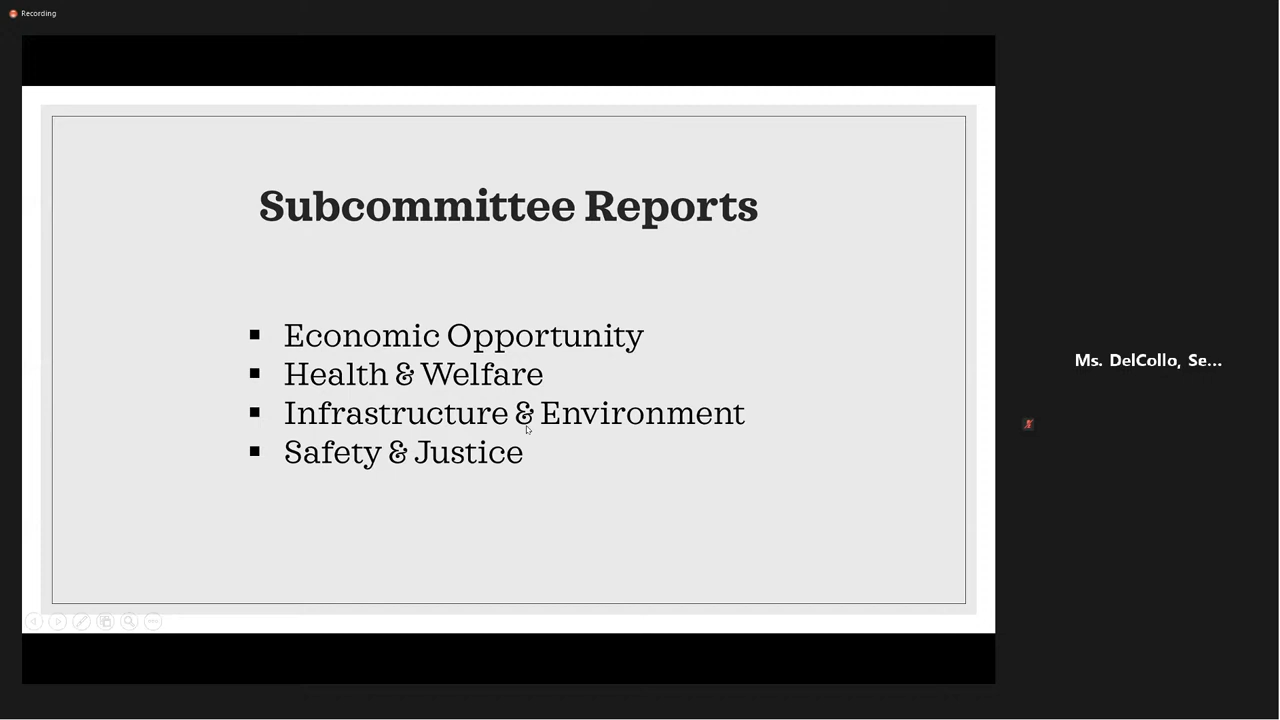 Recording
Subcommittee Reports
▪ Economic Opportunity
▪ Health & Welfare
▪ Infrastructure & Environment
▪ Safety & Justice
Ms. DelCollo, Se...